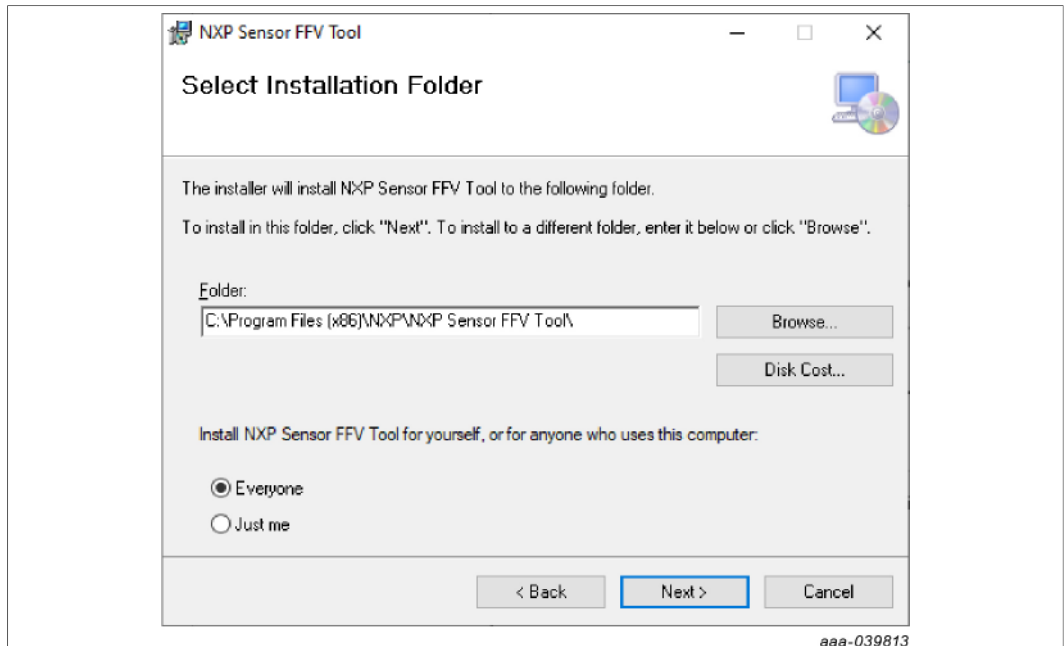 NXP Sensor FFV Tool
Select Installation Folder
The installer will install NXP Sensor FFV Tool to the following folder.
To install in this folder, click "Next". To install to a different folder, enter it below or click "Browse".
Folder:
C:\Program Files (x86)\NXP\NXP Sensor FFV Tool\
Browse...
Disk Cost...
Install NXP Sensor FFV Tool for yourself, or for anyone who uses this computer:
Everyone
Just me
< Back
Next >
Cancel
aaa-039813